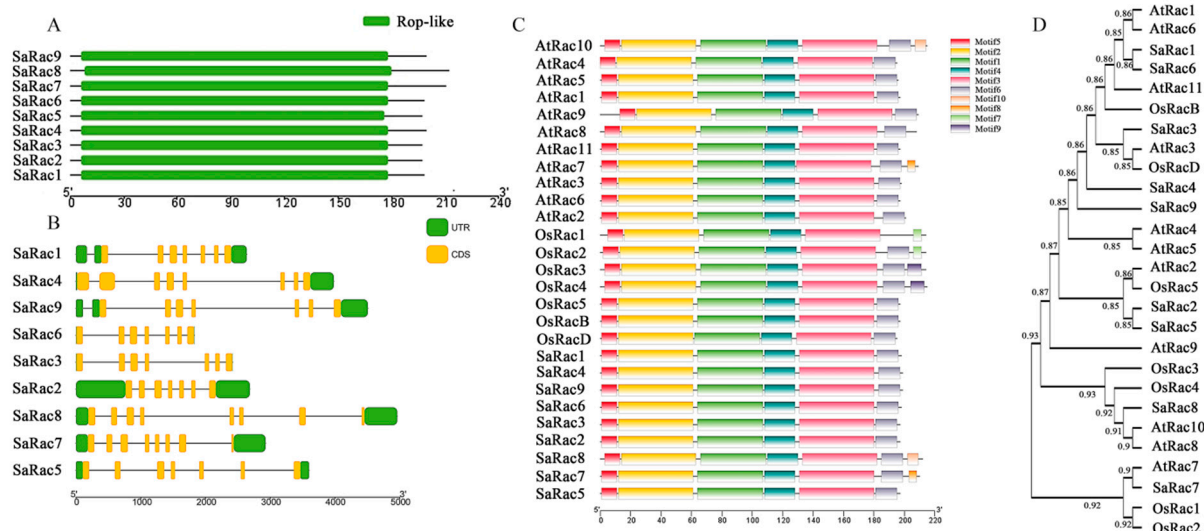 A
Rop-like
SaRac9
SaRac8
SaRac7
SaRac6
SaRac5
SaRac4
SaRac3
SaRac2
SaRac1
5' 3'
0 30 60 90 120 150 180 210 240
B
UTR
CDS
SaRac1
SaRac4
SaRac9
SaRac6
SaRac3
SaRac2
SaRac8
SaRac7
SaRac5
5' 3'
0 1000 2000 3000 4000 5000
C
AtRac10
AtRac4
AtRac5
AtRac1
AtRac9
AtRac8
AtRac11
AtRac7
AtRac3
AtRac6
AtRac2
OsRac1
OsRac2
OsRac3
OsRac4
OsRac5
OsRacB
OsRacD
SaRac1
SaRac4
SaRac9
SaRac6
SaRac3
SaRac2
SaRac8
SaRac7
SaRac5
Motif5
Motif2
Motif1
Motif4
Motif3
Motif6
Motif10
Motif8
Motif7
Motif9
0 20 40 60 80 100 120 140 160 180 200 220
D
AtRac1
AtRac6
SaRac1
SaRac6
AtRac11
OsRacB
SaRac3
AtRac3
OsRacD
SaRac4
SaRac9
AtRac4
AtRac5
AtRac2
OsRac5
SaRac2
SaRac5
AtRac9
OsRac3
OsRac4
SaRac8
AtRac10
AtRac8
AtRac7
SaRac7
OsRac1
OsRac2
0.86
0.85
0.86
0.86
0.86
0.85
0.85
0.86
0.85
0.85
0.87
0.86
0.85
0.85
0.87
0.93
0.93
0.92
0.91
0.9
0.9
0.92
0.92